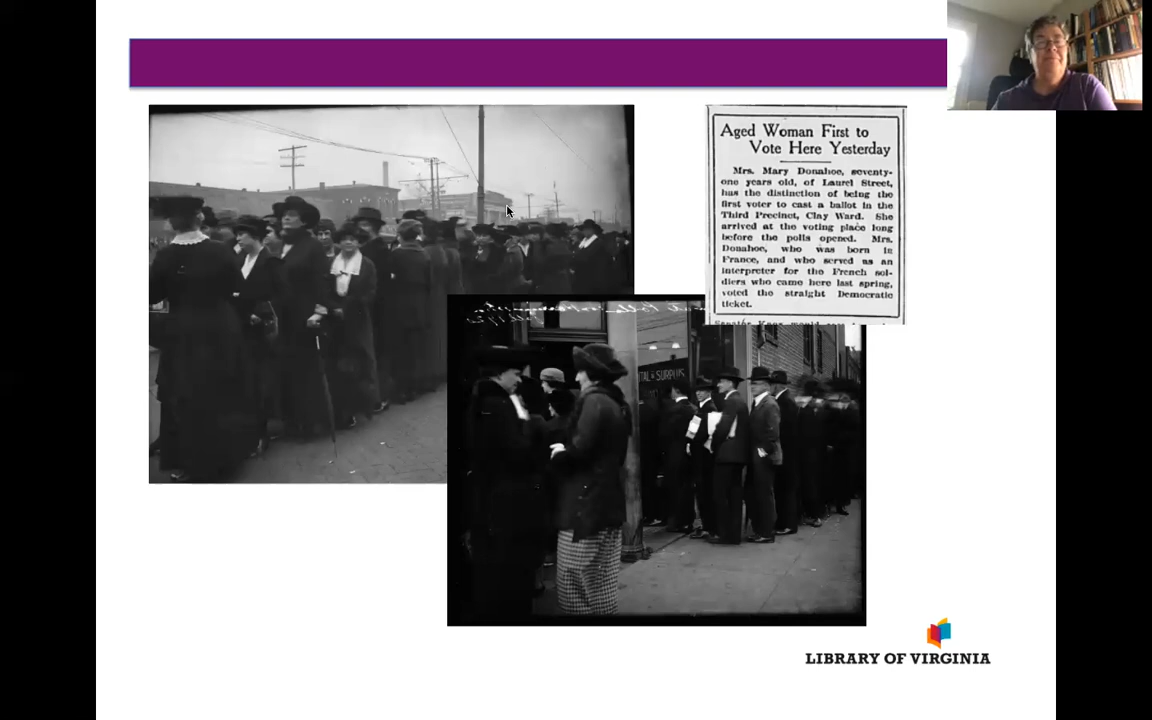 Aged Woman First to
Vote Here Yesterday
Mrs. Mary Donahoe, seventy-
one years old, of Laurel Street,
has the distinction of being the
first voter to cast a ballot in the
Third Precinct, Clay Ward. She
arrived at the voting place long
before the polls opened. Mrs.
Donahoe, who was born in
France, and who served as an
interpreter for the French sol-
diers who came here last spring,
voted the straight Democratic
ticket.
TAL & SURPLUS
LIBRARY OF VIRGINIA